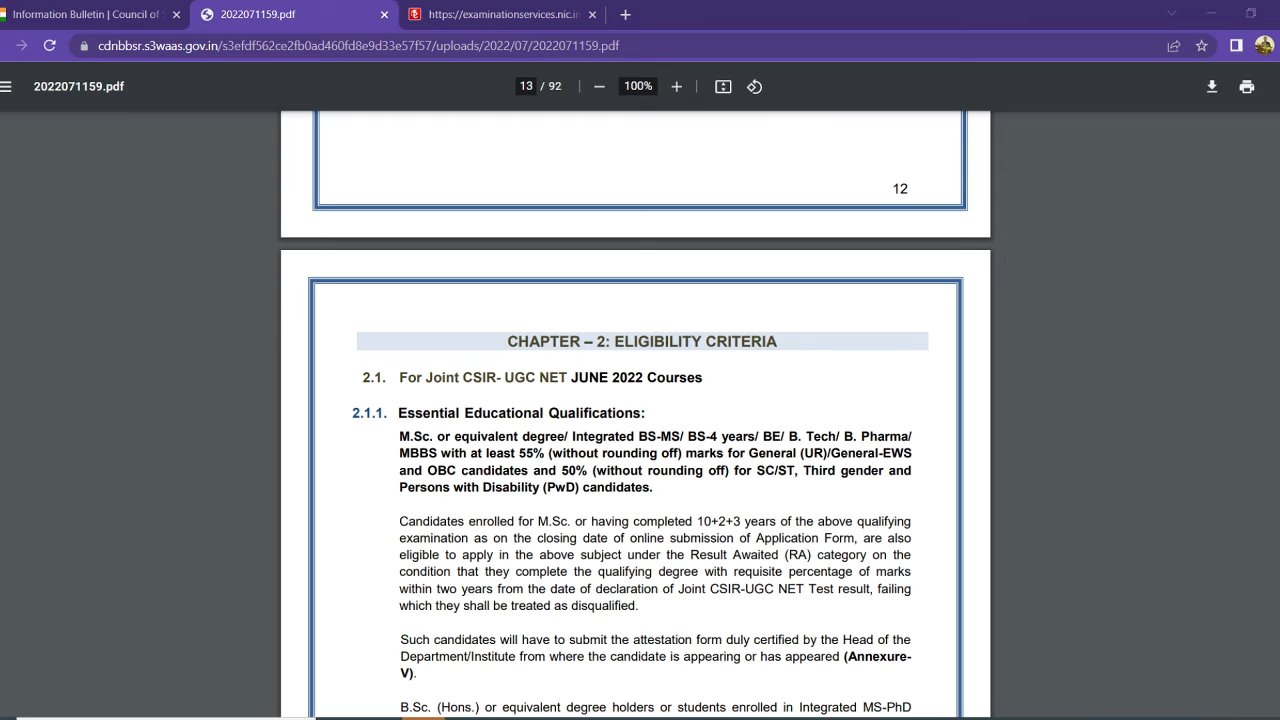 Information Bulletin | Council of
2022071159.pdf
https://examinationservices.nic.in
cdnbbsr.s3waas.gov.in/s3efdf562ce2fb0ad460fd8e9d33e57f57/uploads/2022/07/2022071159.pdf
2022071159.pdf
13 / 92
100%
12
CHAPTER – 2: ELIGIBILITY CRITERIA
2.1. For Joint CSIR- UGC NET JUNE 2022 Courses
2.1.1. Essential Educational Qualifications:
M.Sc. or equivalent degree/ Integrated BS-MS/ BS-4 years/ BE/ B. Tech/ B. Pharma/
MBBS with at least 55% (without rounding off) marks for General (UR)/General-EWS
and OBC candidates and 50% (without rounding off) for SC/ST, Third gender and
Persons with Disability (PwD) candidates.
Candidates enrolled for M.Sc. or having completed 10+2+3 years of the above qualifying
examination as on the closing date of online submission of Application Form, are also
eligible to apply in the above subject under the Result Awaited (RA) category on the
condition that they complete the qualifying degree with requisite percentage of marks
within two years from the date of declaration of Joint CSIR-UGC NET Test result, failing
which they shall be treated as disqualified.
Such candidates will have to submit the attestation form duly certified by the Head of the
Department/Institute from where the candidate is appearing or has appeared (Annexure-
V).
B.Sc. (Hons.) or equivalent degree holders or students enrolled in Integrated MS-PhD